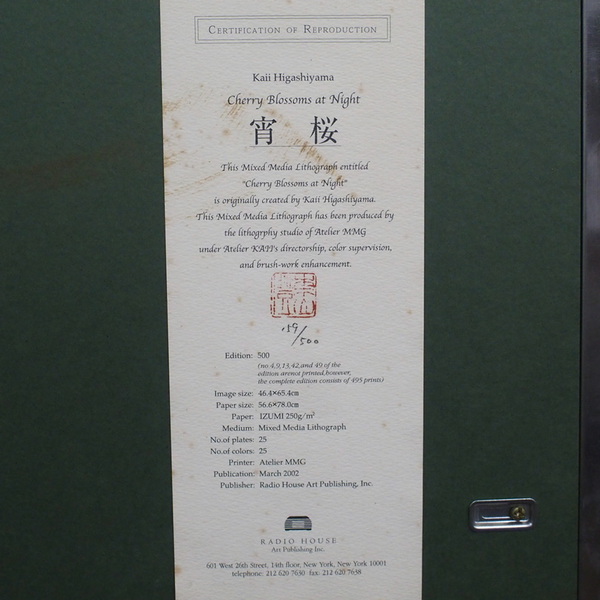 CERTIFICATION OF REPRODUCTION
Kaii Higashiyama
Cherry Blossoms at Night
宵 桜
This Mixed Media Lithograph entitled
"Cherry Blossoms at Night"
is originally created by Kaii Higashiyama.
This Mixed Media Lithograph has been produced by
the lithogrphy studio of Atelier MMG
under Atelier KAII's directorship, color supervision,
and brush-work enhancement.
159/500
Edition: 500
(no 4,9,13,42,and 49 of the
edition arenot printed,however,
the complete edition consists of 495 prints)
Image size: 46.4×65.4㎝
Paper size: 56.6×78.0㎝
Paper: IZUMI 250g/㎡
Medium: Mixed Media Lithograph
No.of plates: 25
No.of colors: 25
Printer: Atelier MMG
Publication: March 2002
Publisher: Radio House Art Publishing, Inc.
RADIO HOUSE
Art Publishing Inc.
601 West 26th Street, 14th floor, New York, New York 10001
telephone: 212 620 7630 fax: 212 620 7638